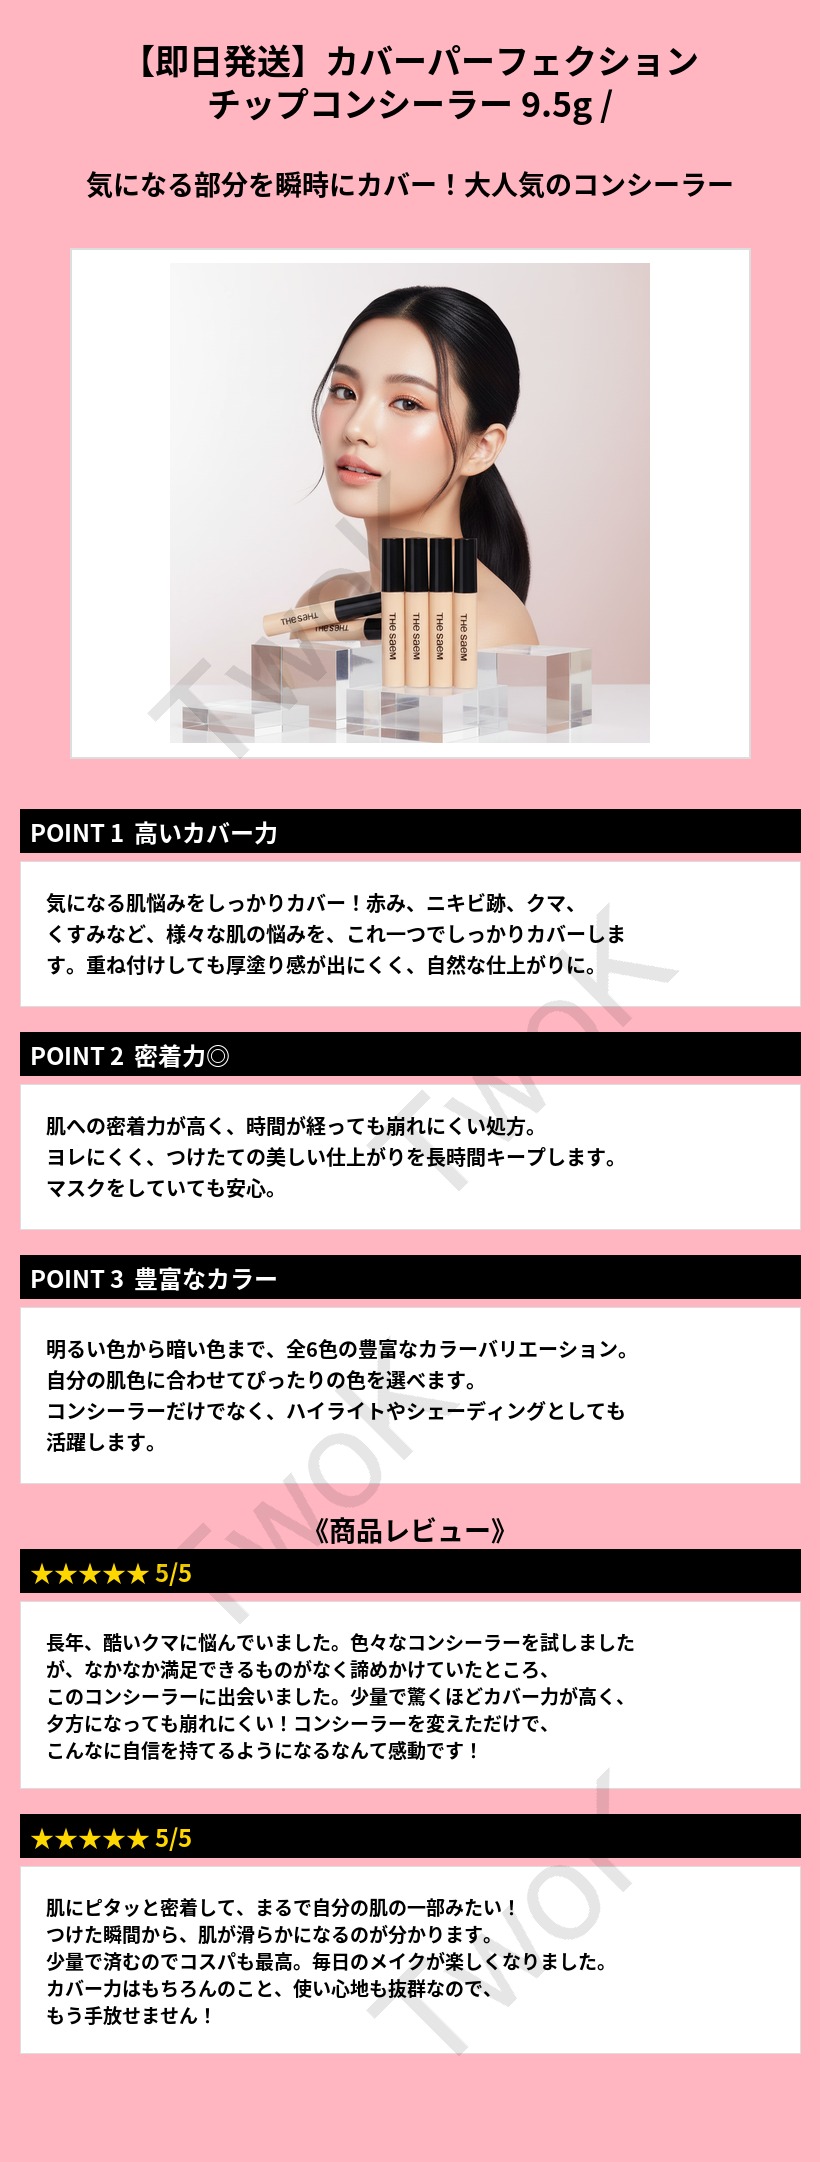 【即日発送】カバーパーフェクション
チップコンシーラー 9.5g /
気になる部分を瞬時にカバー！大人気のコンシーラー
THE SAEM
THE SAEM
THE SAEM
THE SAEM
THE SAEM
THE SAEM
TwoK
POINT 1 高いカバー力
気になる肌悩みをしっかりカバー！赤み、ニキビ跡、クマ、
くすみなど、様々な肌の悩みを、これ一つでしっかりカバーしま
す。重ね付けしても厚塗り感が出にくく、自然な仕上がりに。
TwoK
POINT 2 密着力◎
肌への密着力が高く、時間が経っても崩れにくい処方。
ヨレにくく、つけたての美しい仕上がりを長時間キープします。
マスクをしていても安心。
POINT 3 豊富なカラー
明るい色から暗い色まで、全6色の豊富なカラーバリエーション。
自分の肌色に合わせてぴったりの色を選べます。
コンシーラーだけでなく、ハイライトやシェーディングとしても
活躍します。
TwoK
《商品レビュー》
★★★★★ 5/5
長年、酷いクマに悩んでいました。色々なコンシーラーを試しました
が、なかなか満足できるものがなく諦めかけていたところ、
このコンシーラーに出会いました。少量で驚くほどカバー力が高く、
夕方になっても崩れにくい！コンシーラーを変えただけで、
こんなに自信を持てるようになるなんて感動です！
★★★★★ 5/5
肌にピタッと密着して、まるで自分の肌の一部みたい！
つけた瞬間から、肌が滑らかになるのが分かります。
少量で済むのでコスパも最高。毎日のメイクが楽しくなりました。
カバー力はもちろんのこと、使い心地も抜群なので、
もう手放せません！
TwoK